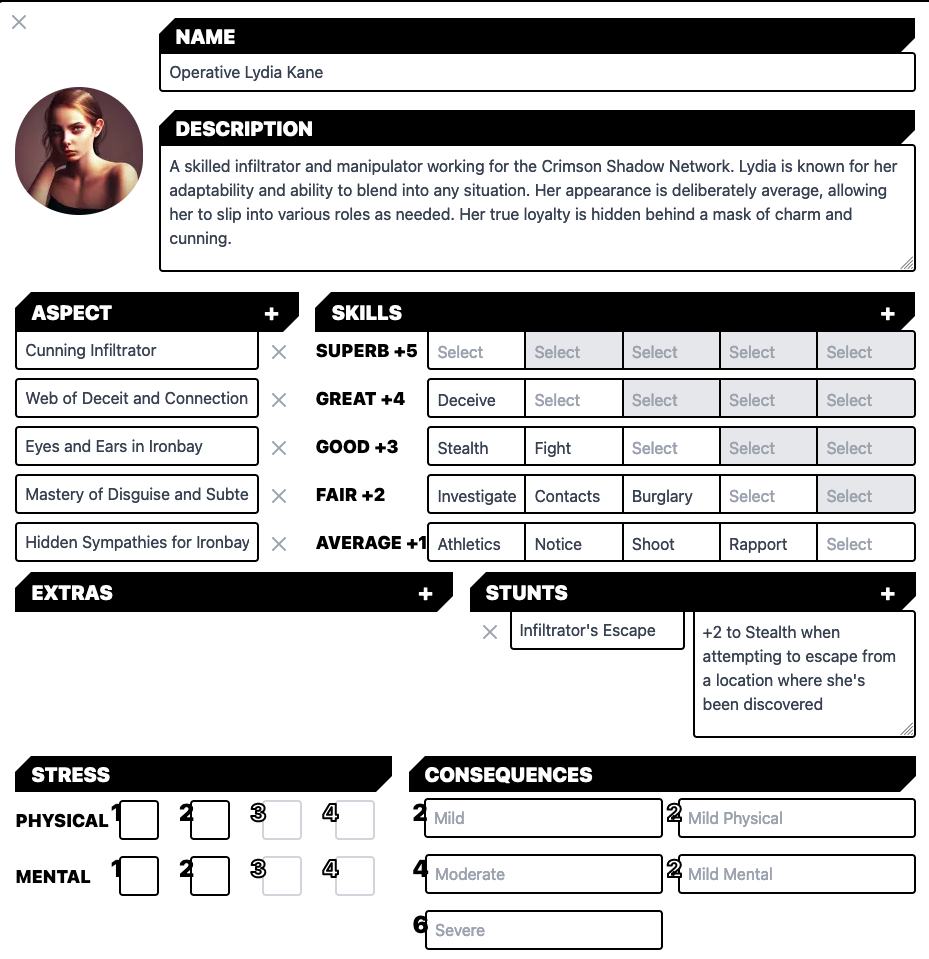 NAME
Operative Lydia Kane
DESCRIPTION
A skilled infiltrator and manipulator working for the Crimson Shadow Network. Lydia is known for her
adaptability and ability to blend into any situation. Her appearance is deliberately average, allowing
her to slip into various roles as needed. Her true loyalty is hidden behind a mask of charm and
cunning.
ASPECT +
Cunning Infiltrator
Web of Deceit and Connection
Eyes and Ears in Ironbay
Mastery of Disguise and Subte
Hidden Sympathies for Ironbay
SKILLS +
SUPERB +5 Select Select Select Select Select
GREAT +4 Deceive Select Select Select Select
GOOD +3 Stealth Fight Select Select Select
FAIR +2 Investigate Contacts Burglary Select Select
AVERAGE +1 Athletics Notice Shoot Rapport Select
EXTRAS +
STUNTS +
Infiltrator's Escape
+2 to Stealth when
attempting to escape from
a location where she's
been discovered
STRESS
PHYSICAL 1 2 3 4
MENTAL 1 2 3 4
CONSEQUENCES
2 Mild 2 Mild Physical
4 Moderate 2 Mild Mental
6 Severe